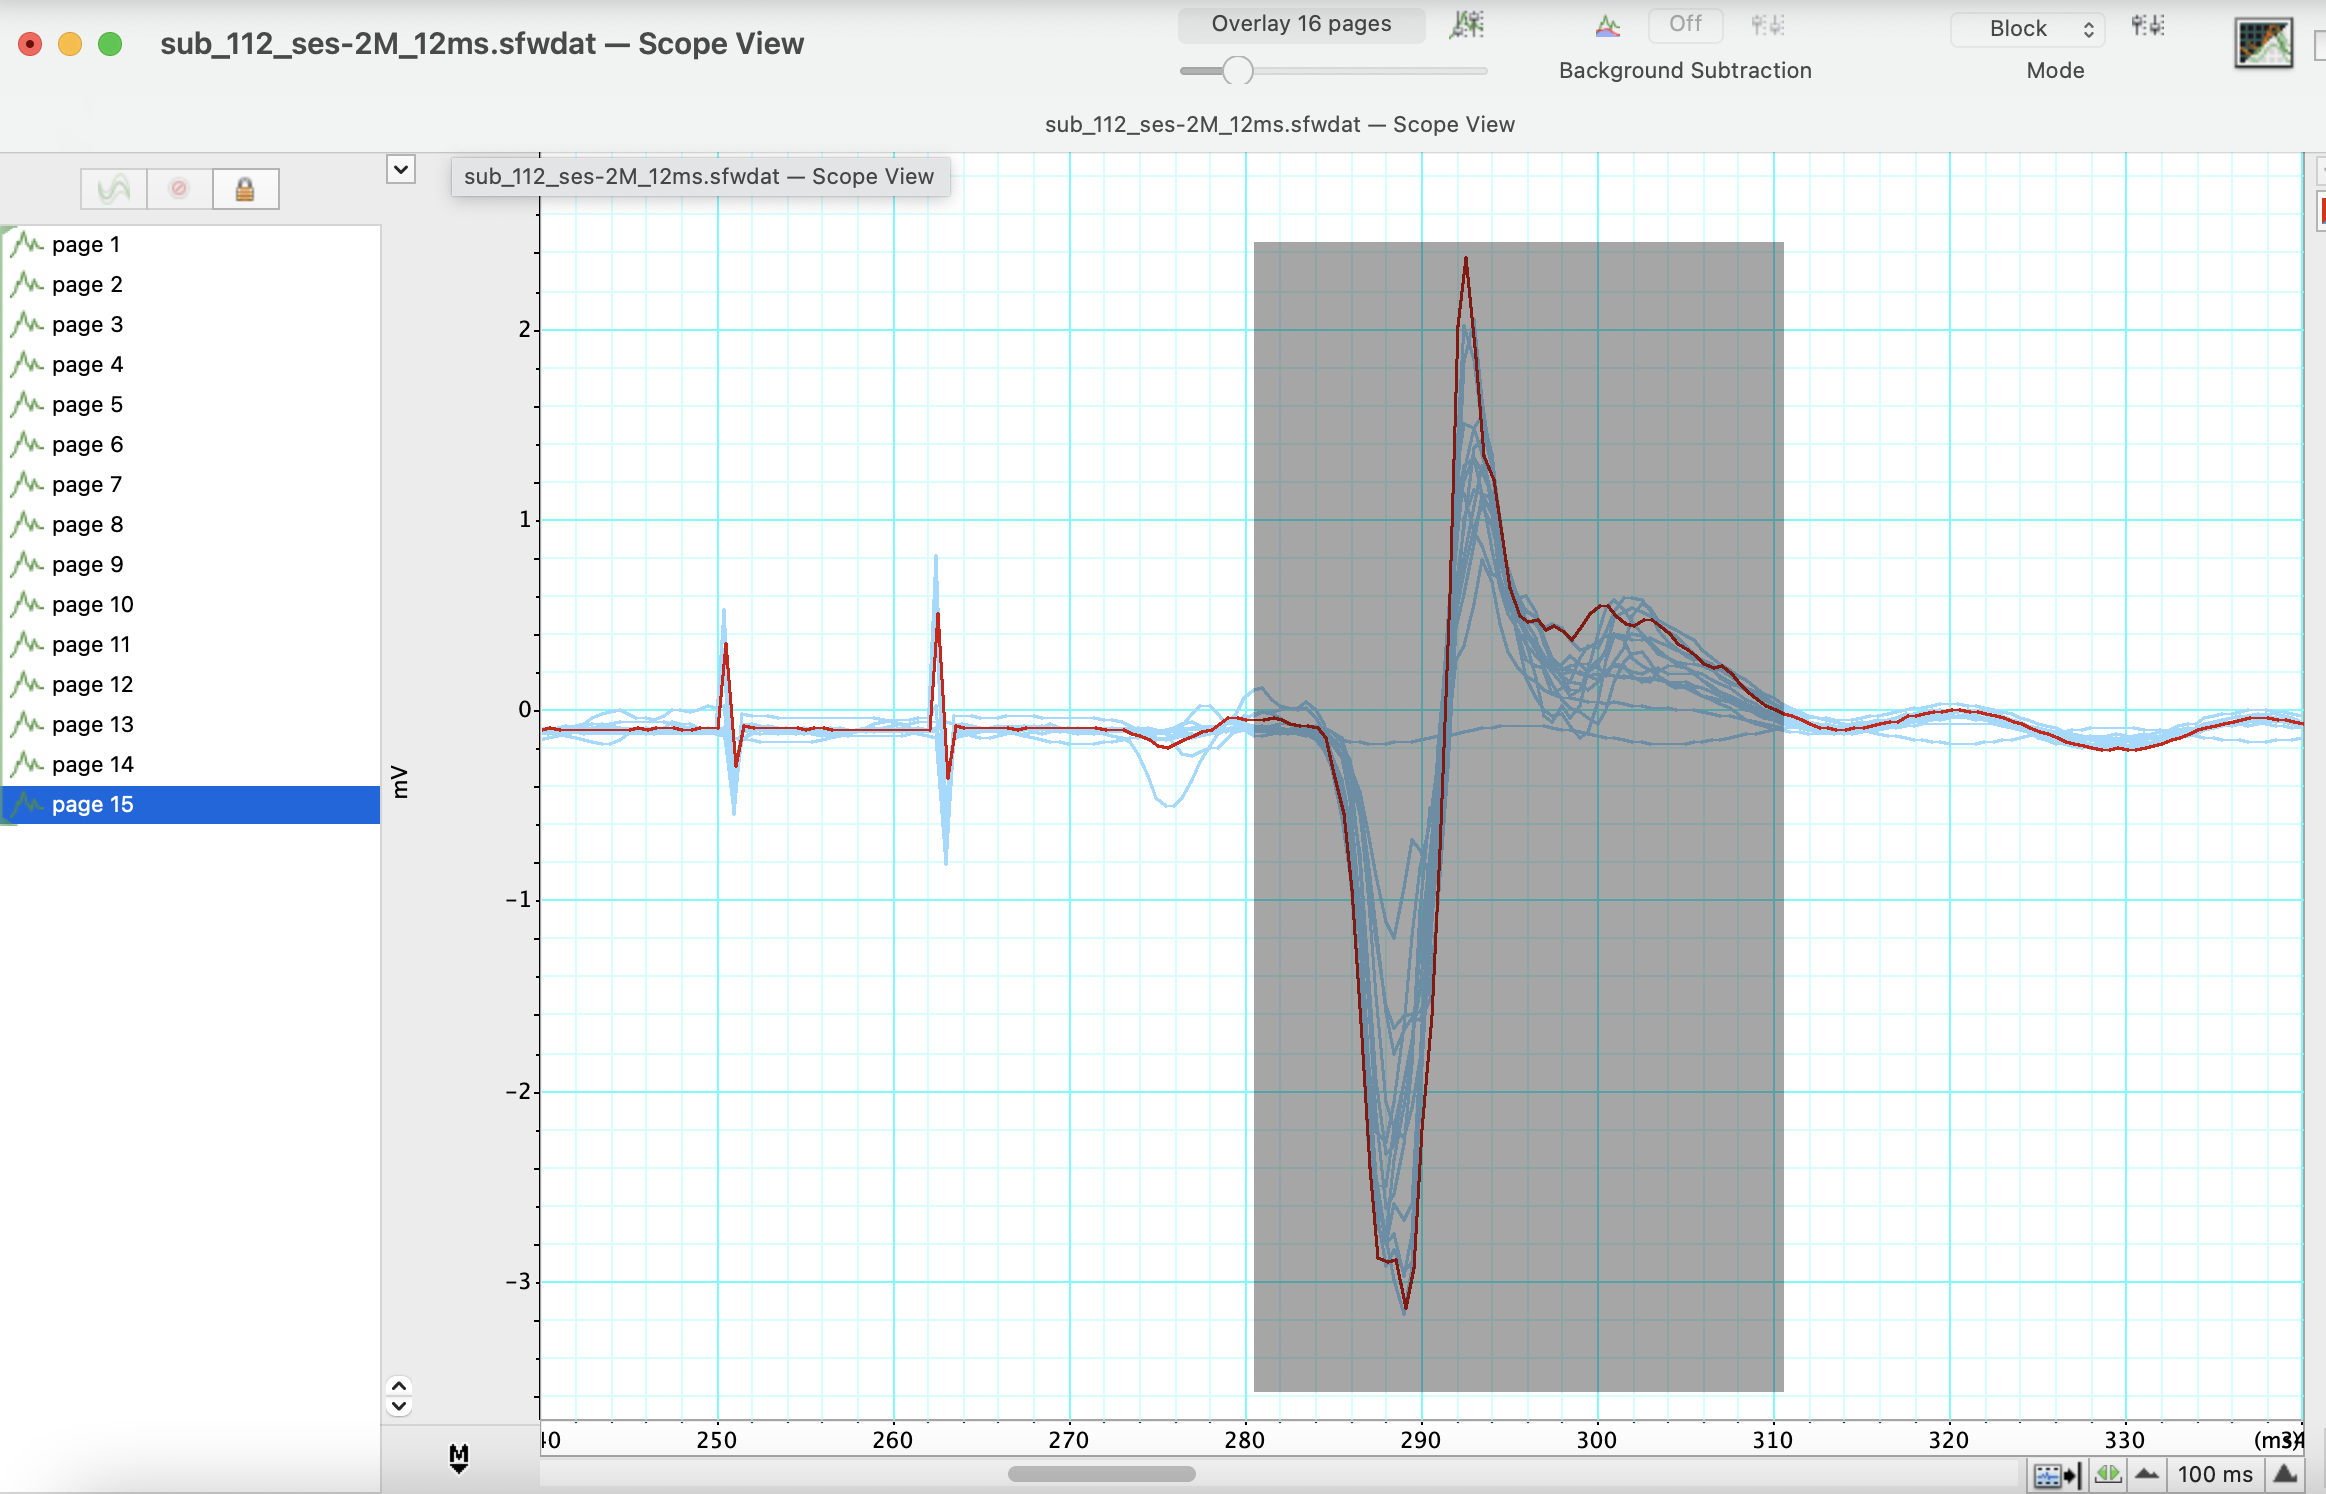 sub_112_ses-2M_12ms.sfwdat — Scope View
Overlay 16 pages
Off
Background Subtraction
Block
Mode
sub_112_ses-2M_12ms.sfwdat — Scope View
sub_112_ses-2M_12ms.sfwdat — Scope View
page 1
page 2
page 3
page 4
page 5
page 6
page 7
page 8
page 9
page 10
page 11
page 12
page 13
page 14
page 15
2
1
0
-1
-2
-3
mV
M
250
260
270
280
290
300
310
320
330
(ms)
100 ms